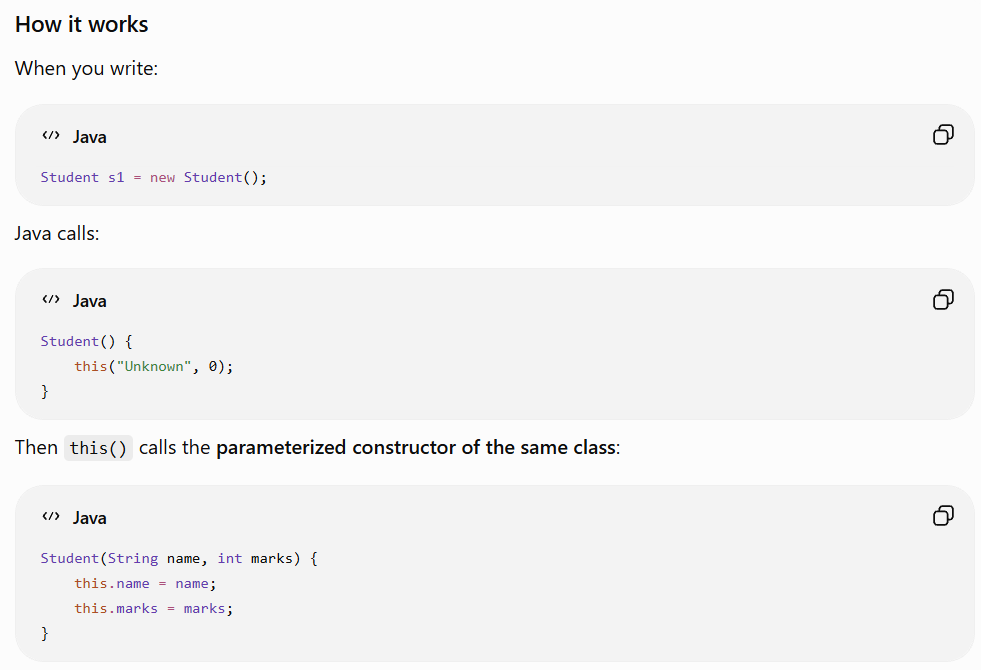 How it works
When you write:
Java
Student s1 = new Student();
Java calls:
Java
Student() {
    this("Unknown", 0);
}
Then this() calls the parameterized constructor of the same class:
Java
Student(String name, int marks) {
    this.name = name;
    this.marks = marks;
}